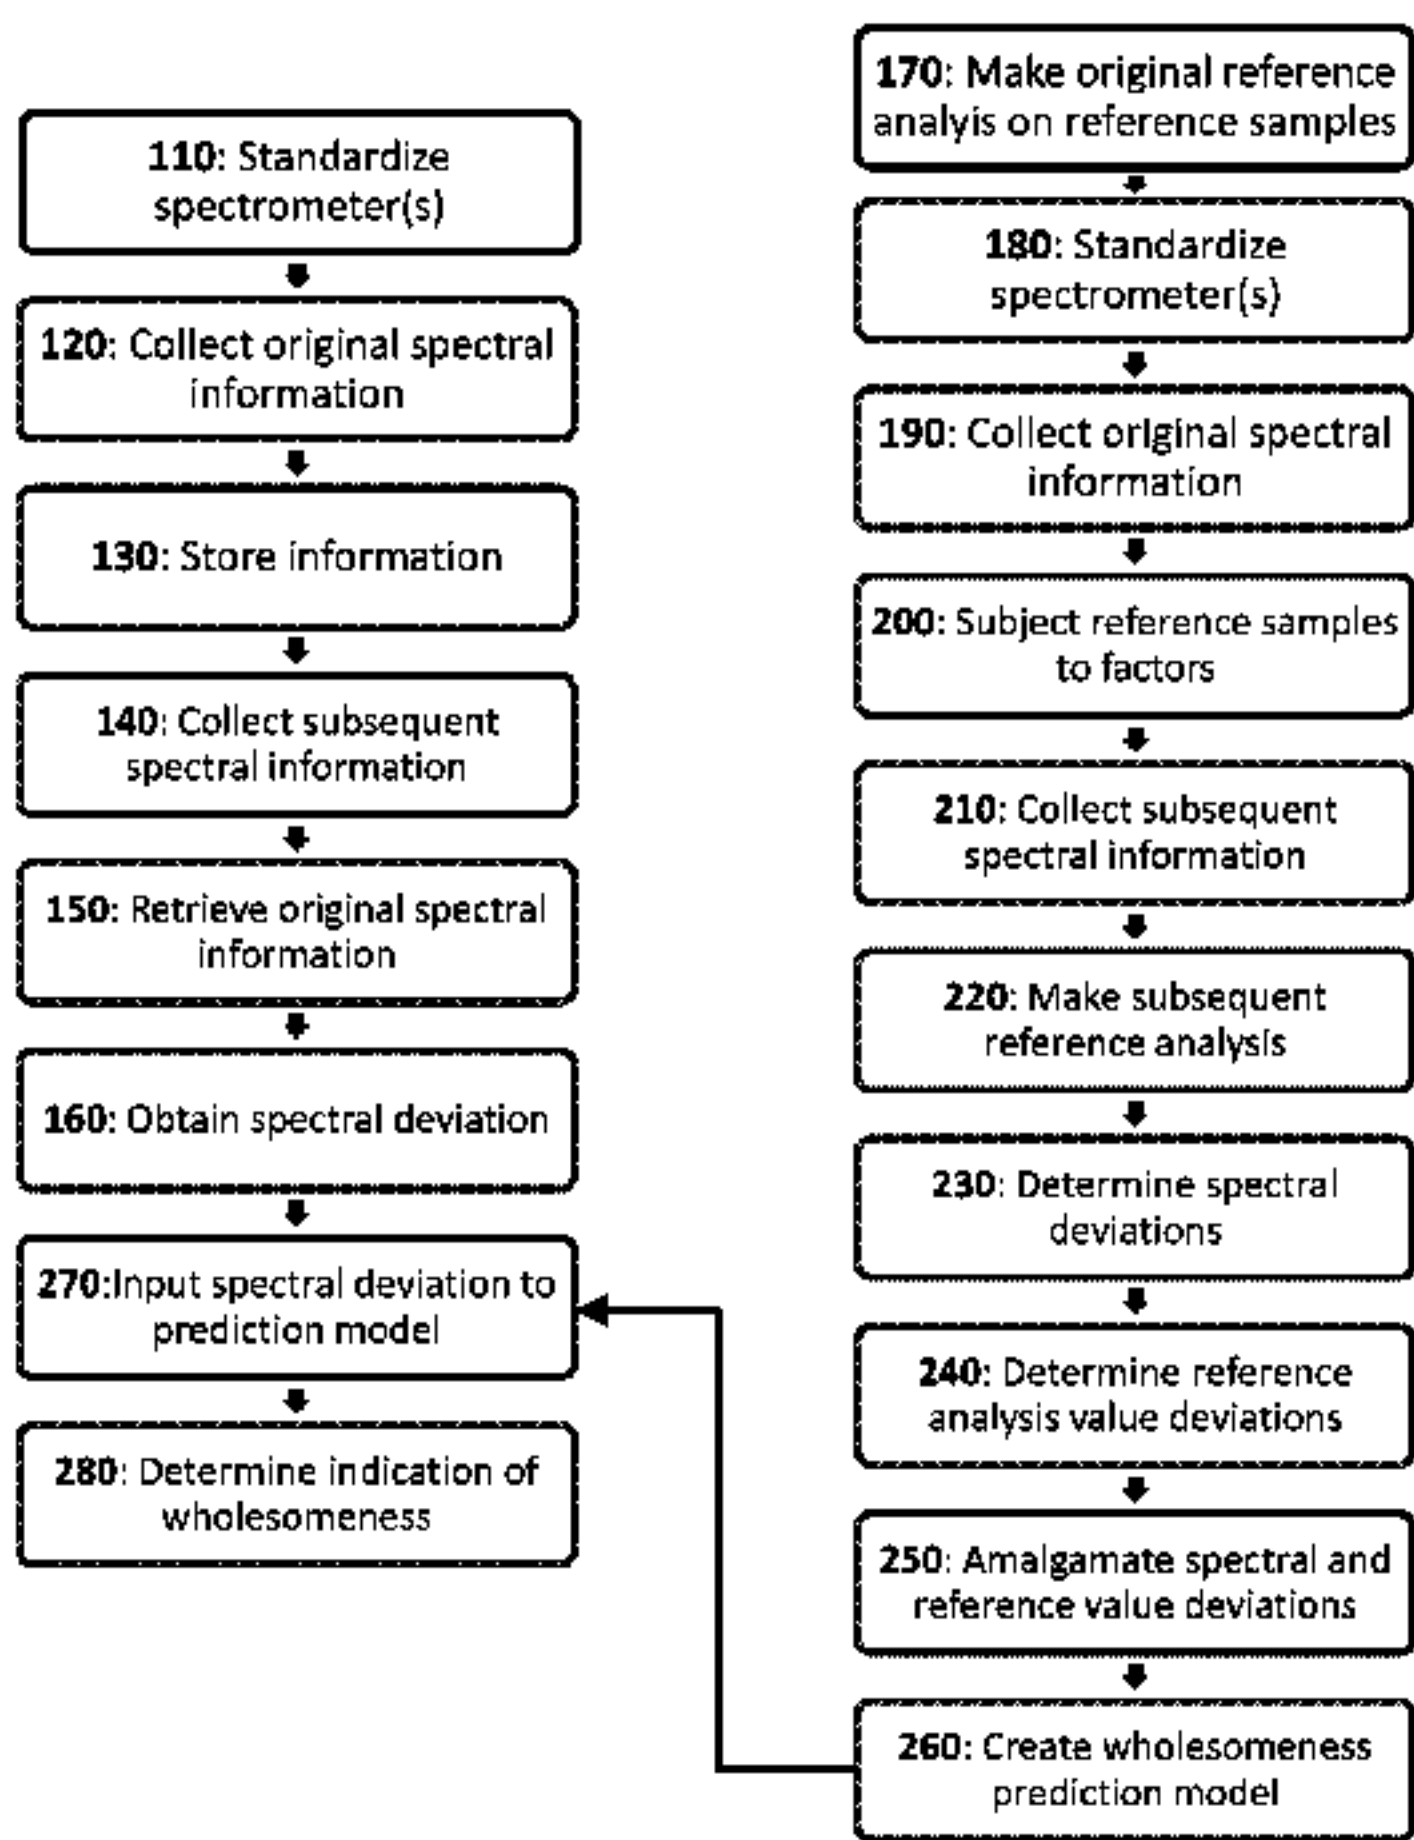 110: Standardize
spectrometer(s)
120: Collect original spectral
information
130: Store information
140: Collect subsequent
spectral information
150: Retrieve original spectral
information
160: Obtain spectral deviation
270:Input spectral deviation to
prediction model
280: Determine indication of
wholesomeness
170: Make original reference
analyis on reference samples
180: Standardize
spectrometer(s)
190: Collect original spectral
information
200: Subject reference samples
to factors
210: Collect subsequent
spectral information
220: Make subsequent
reference analysis
230: Determine spectral
deviations
240: Determine reference
analysis value deviations
250: Amalgamate spectral and
reference value deviations
260: Create wholesomeness
prediction model